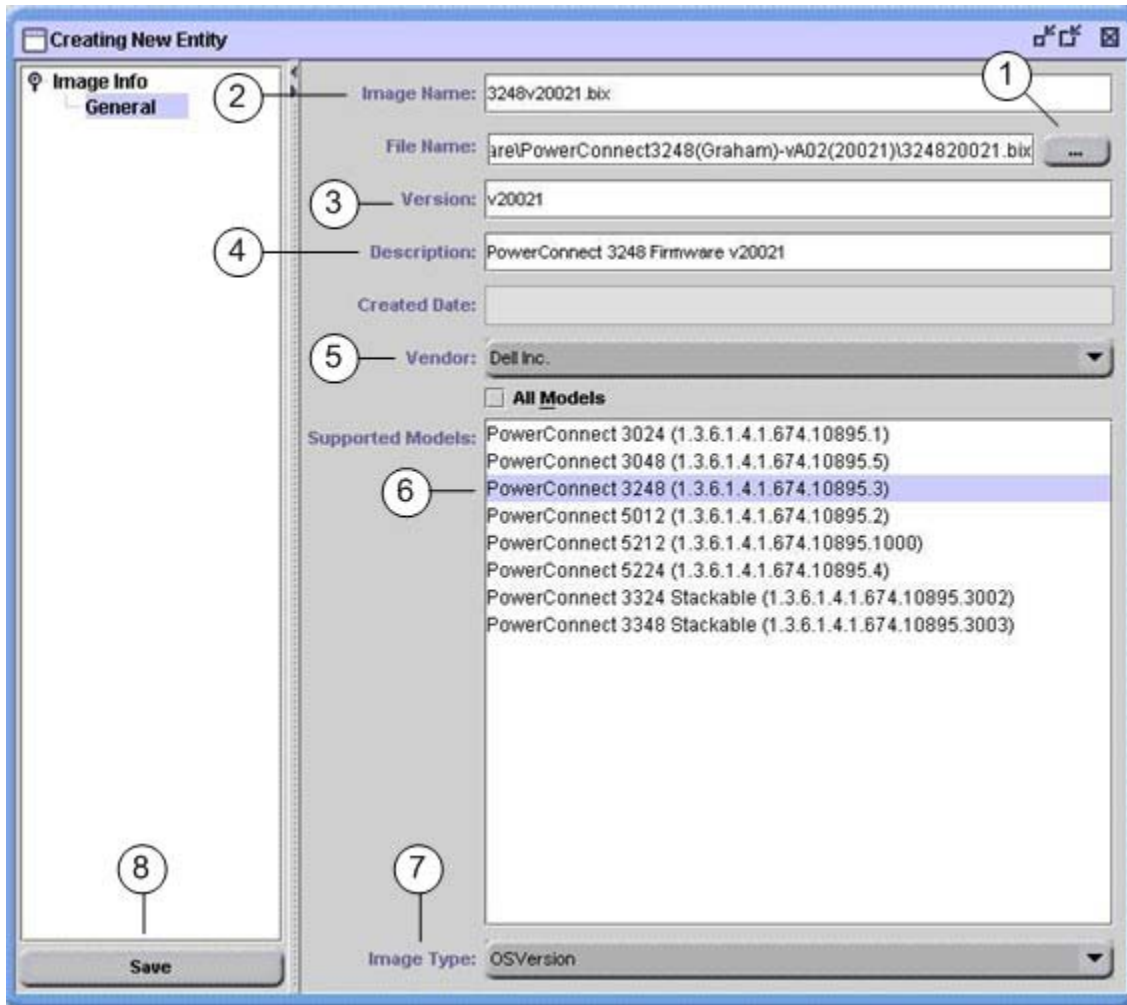 Creating New Entity
Image Info
General
1
2
Image Name: 3248v20021.bix
File Name: are\PowerConnect3248(Graham)-vA02(20021)\324820021.bix ...
3
Version: v20021
4
Description: PowerConnect 3248 Firmware v20021
Created Date:
5
Vendor: Dell Inc.
All Models
Supported Models: PowerConnect 3024 (1.3.6.1.4.1.674.10895.1)
PowerConnect 3048 (1.3.6.1.4.1.674.10895.5)
6
PowerConnect 3248 (1.3.6.1.4.1.674.10895.3)
PowerConnect 5012 (1.3.6.1.4.1.674.10895.2)
PowerConnect 5212 (1.3.6.1.4.1.674.10895.1000)
PowerConnect 5224 (1.3.6.1.4.1.674.10895.4)
PowerConnect 3324 Stackable (1.3.6.1.4.1.674.10895.3002)
PowerConnect 3348 Stackable (1.3.6.1.4.1.674.10895.3003)
8
7
Save
Image Type: OSVersion